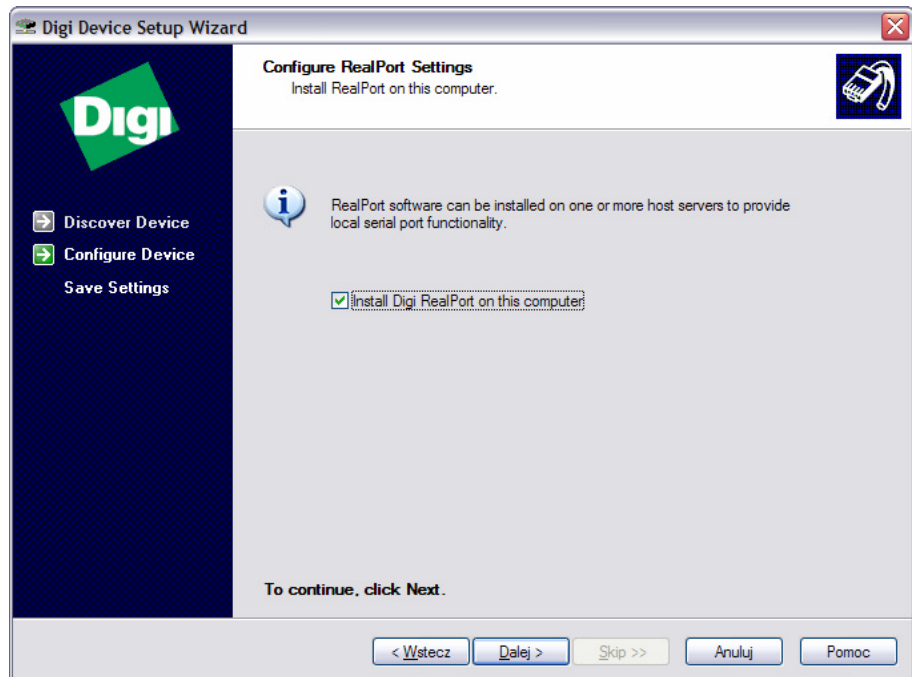 Digi Device Setup Wizard
Configure RealPort Settings
Install RealPort on this computer.
Digi
Discover Device
Configure Device
Save Settings
RealPort software can be installed on one or more host servers to provide
local serial port functionality.
Install Digi RealPort on this computer
To continue, click Next.
< Wstecz
Dalej >
Skip >>
Anuluj
Pomoc